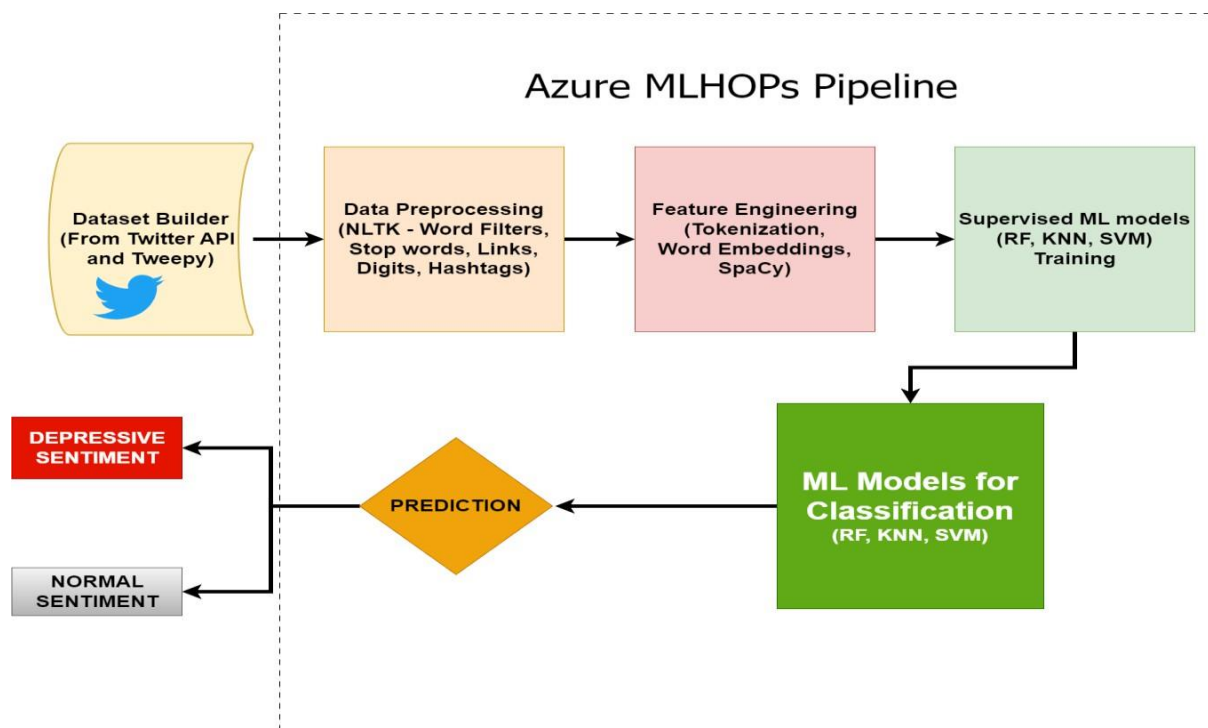 Azure MLHOPs Pipeline
Dataset Builder
(From Twitter API
and Tweepy)
Data Preprocessing
(NLTK - Word Filters,
Stop words, Links,
Digits, Hashtags)
Feature Engineering
(Tokenization,
Word Embeddings,
SpaCy)
Supervised ML models
(RF, KNN, SVM)
Training
ML Models for
Classification
(RF, KNN, SVM)
PREDICTION
DEPRESSIVE
SENTIMENT
NORMAL
SENTIMENT